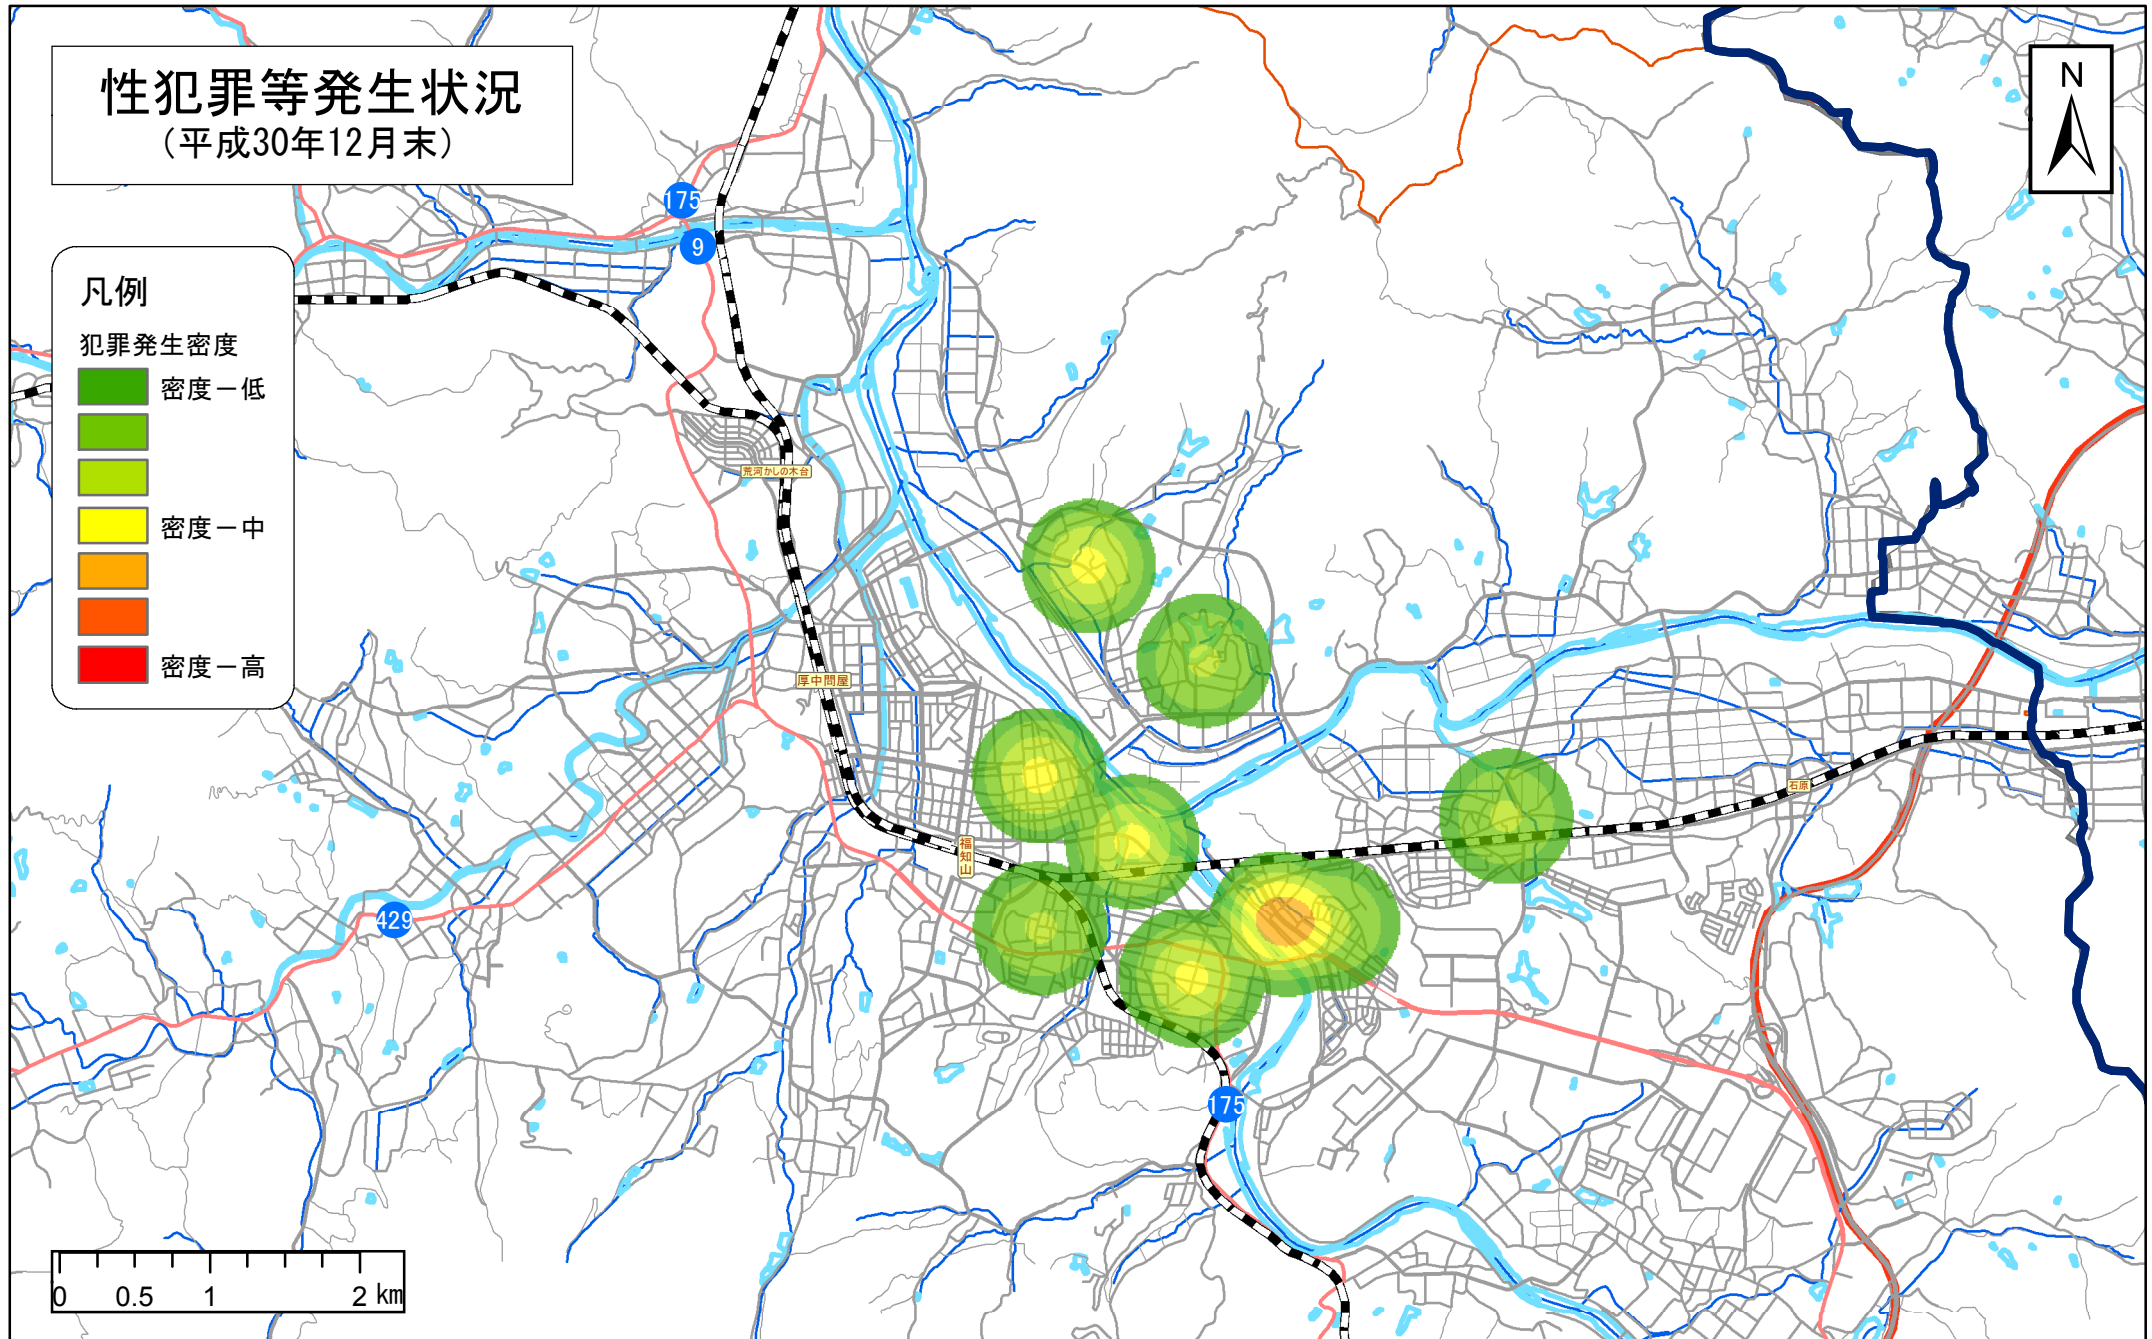 性犯罪等発生状況
（平成30年12月末）
N
175
9
凡例
犯罪発生密度
密度－低
密度－中
密度－高
荒河かしの木台
厚中問屋
石原
福知山
429
175
0 0.5 1 2 km